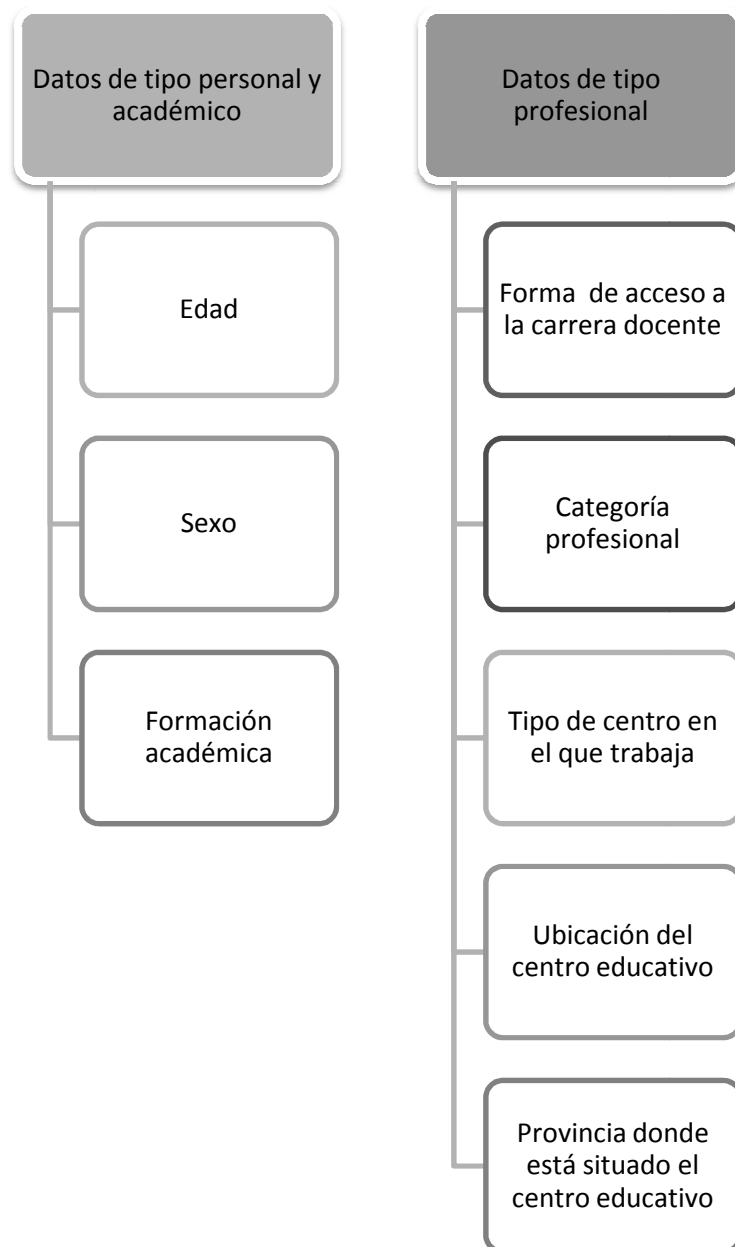 Datos de tipo personal y
académico
Edad
Sexo
Formación
académica
Datos de tipo
profesional
Forma de acceso a
la carrera docente
Categoría
profesional
Tipo de centro en
el que trabaja
Ubicación del
centro educativo
Provincia donde
está situado el
centro educativo